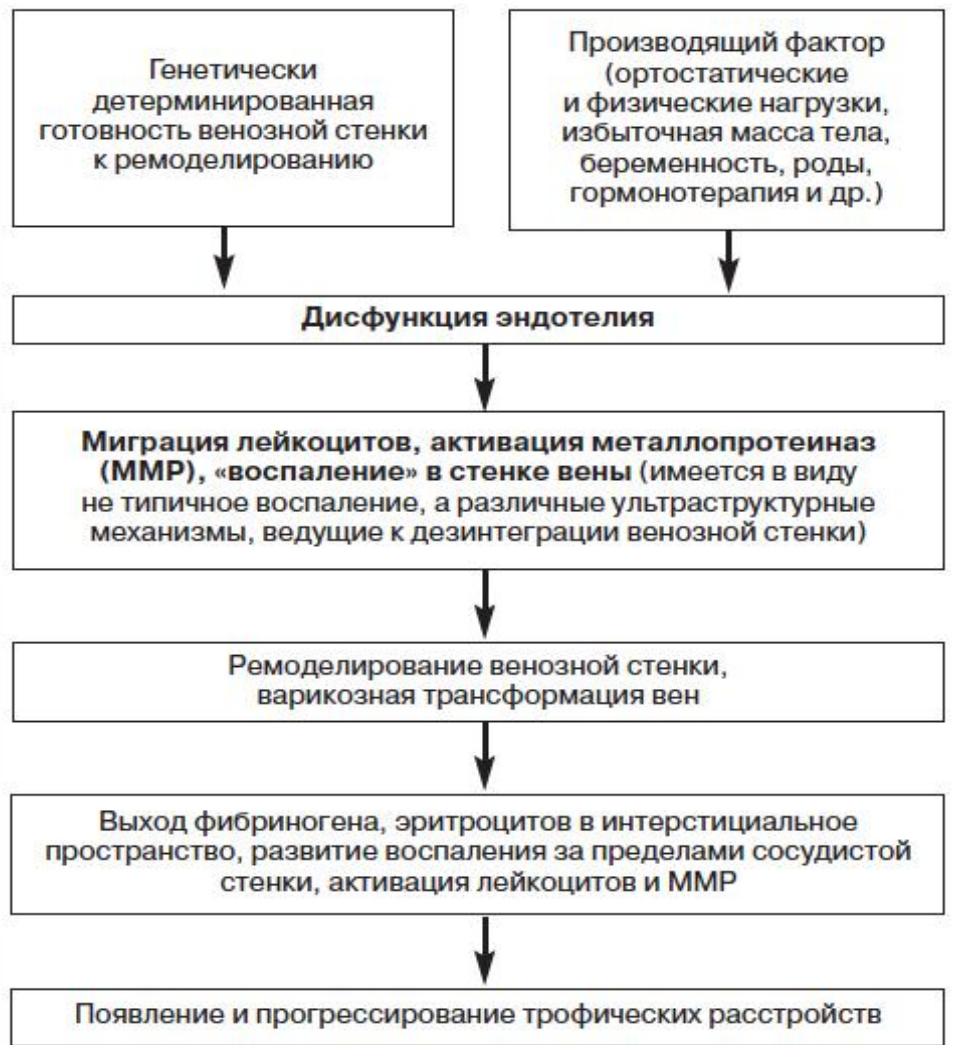 Генетически
детерминированная
готовность венозной стенки
к ремоделированию
Производящий фактор
(ортостатические
и физические нагрузки,
избыточная масса тела,
беременность, роды,
гормонотерапия и др.)
Дисфункция эндотелия
Миграция лейкоцитов, активация металлопротеиназ
(ММР), «воспаление» в стенке вены (имеется в виду
не типичное воспаление, а различные ультраструктурные
механизмы, ведущие к дезинтеграции венозной стенки)
Ремоделирование венозной стенки,
варикозная трансформация вен
Выход фибриногена, эритроцитов в интерстициальное
пространство, развитие воспаления за пределами сосудистой
стенки, активация лейкоцитов и ММР
Появление и прогрессирование трофических расстройств